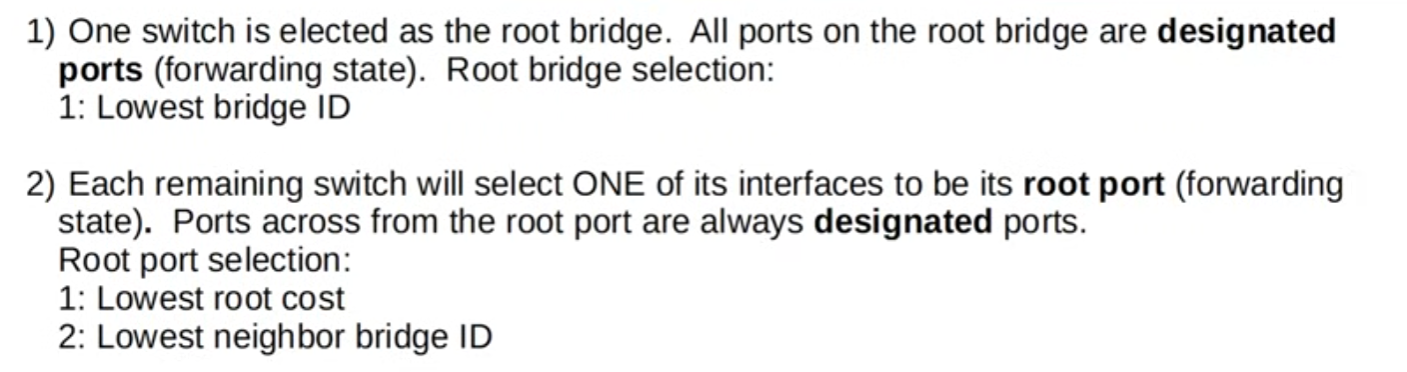 1) One switch is elected as the root bridge. All ports on the root bridge are designated
ports (forwarding state). Root bridge selection:
1: Lowest bridge ID
2) Each remaining switch will select ONE of its interfaces to be its root port (forwarding
state). Ports across from the root port are always designated ports.
Root port selection:
1: Lowest root cost
2: Lowest neighbor bridge ID